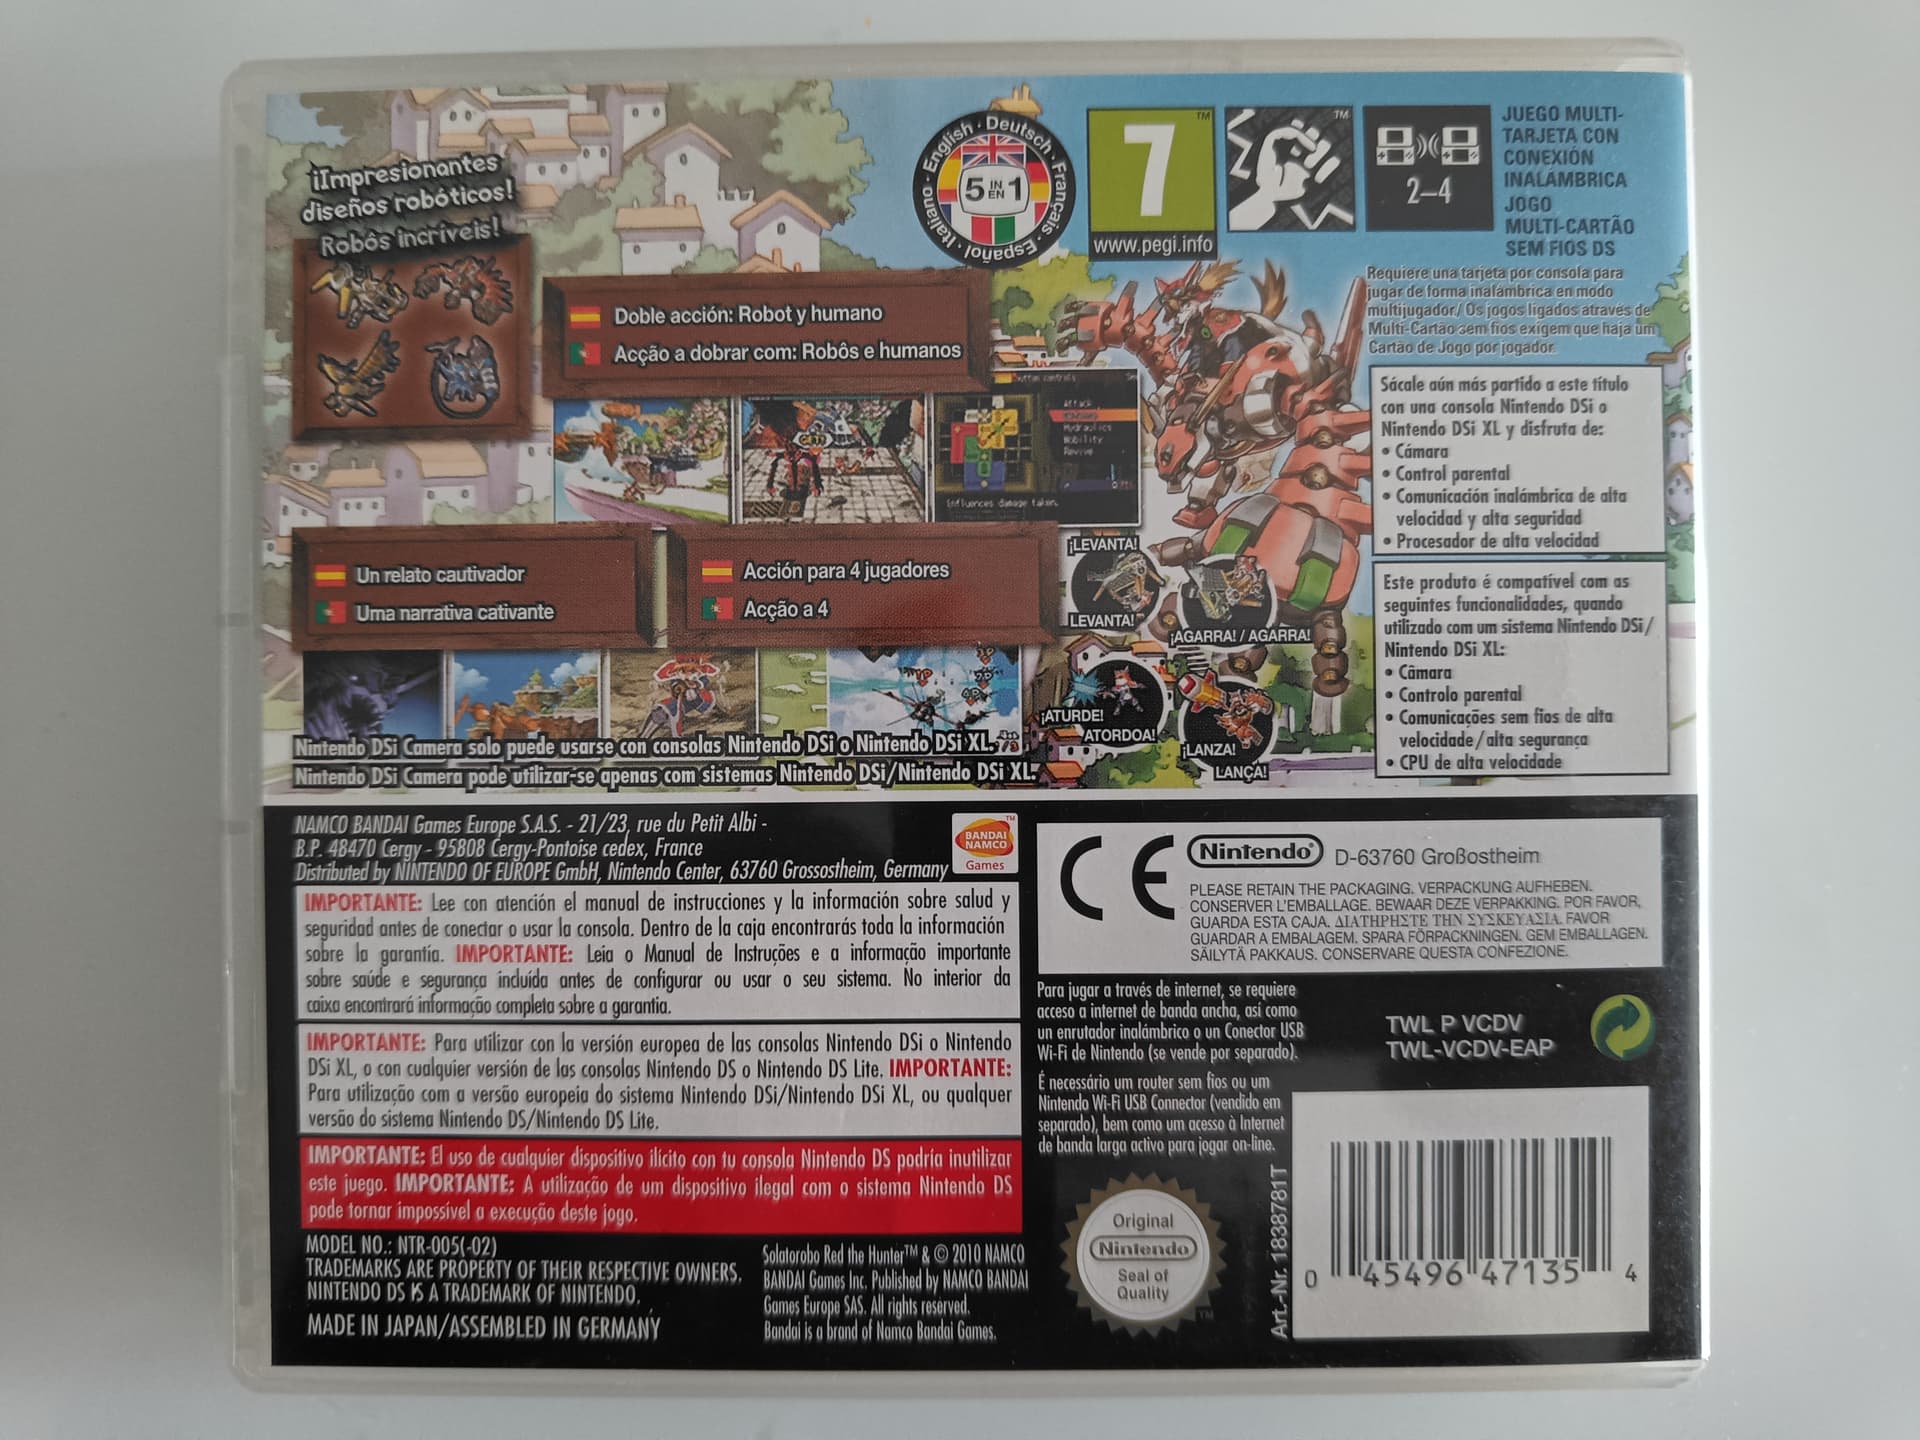 ¡Impresionantes
diseños robóticos!
Robôs incríveis!
English · Deutsch · Français · Español · Italiano
5 IN EN 1
7
™
www.pegi.info
™
2–4
JUEGO MULTI-
TARJETA CON
CONEXIÓN
INALÁMBRICA
JOGO
MULTI-CARTÃO
SEM FIOS DS
Requiere una tarjeta por consola para
jugar de forma inalámbrica en modo
multijugador./ Os jogos ligados através de
Multi-Cartão sem fios exigem que haja um
Cartão de Jogo por jogador.
Doble acción: Robot y humano
Acção a dobrar com: Robôs e humanos
button controls
Attack
Hydraulics
Mobility
Revive
Influences damage taken.
GET!
Sácale aún más partido a este título
con una consola Nintendo DSi o
Nintendo DSi XL y disfruta de:
• Cámara
• Control parental
• Comunicación inalámbrica de alta
velocidad y alta seguridad
• Procesador de alta velocidad
Un relato cautivador
Uma narrativa cativante
Acción para 4 jugadores
Acção a 4
¡LEVANTA!
LEVANTA!
¡AGARRA! / AGARRA!
¡ATURDE!
ATORDOA!
¡LANZA!
LANÇA!
1P
2P
4P
Este produto é compatível com as
seguintes funcionalidades, quando
utilizado com um sistema Nintendo DSi/
Nintendo DSi XL:
• Câmara
• Controlo parental
• Comunicações sem fios de alta
velocidade/alta segurança
• CPU de alta velocidade
Nintendo DSi Camera solo puede usarse con consolas Nintendo DSi o Nintendo DSi XL.
Nintendo DSi Camera pode utilizar-se apenas com sistemas Nintendo DSi/Nintendo DSi XL.
NAMCO BANDAI Games Europe S.A.S. - 21/23, rue du Petit Albi -
B.P. 48470 Cergy - 95808 Cergy-Pontoise cedex, France
Distributed by NINTENDO OF EUROPE GmbH, Nintendo Center, 63760 Grossostheim, Germany
BANDAI
NAMCO
Games
™
IMPORTANTE: Lee con atención el manual de instrucciones y la información sobre salud y
seguridad antes de conectar o usar la consola. Dentro de la caja encontrarás toda la información
sobre la garantía. IMPORTANTE: Leia o Manual de Instruções e a informação importante
sobre saúde e segurança incluída antes de configurar ou usar o seu sistema. No interior da
caixa encontrará informação completa sobre a garantia.
IMPORTANTE: Para utilizar con la versión europea de las consolas Nintendo DSi o Nintendo
DSi XL, o con cualquier versión de las consolas Nintendo DS o Nintendo DS Lite. IMPORTANTE:
Para utilização com a versão europeia do sistema Nintendo DSi/Nintendo DSi XL, ou qualquer
versão do sistema Nintendo DS/Nintendo DS Lite.
IMPORTANTE: El uso de cualquier dispositivo ilícito con tu consola Nintendo DS podría inutilizar
este juego. IMPORTANTE: A utilização de um dispositivo ilegal com o sistema Nintendo DS
pode tornar impossível a execução deste jogo.
MODEL NO.: NTR-005(-02)
TRADEMARKS ARE PROPERTY OF THEIR RESPECTIVE OWNERS.
NINTENDO DS IS A TRADEMARK OF NINTENDO.
MADE IN JAPAN/ASSEMBLED IN GERMANY
Solatorobo Red the Hunter™ & © 2010 NAMCO
BANDAI Games Inc. Published by NAMCO BANDAI
Games Europe SAS. All rights reserved.
Bandai is a brand of Namco Bandai Games.
CE
Nintendo®
D-63760 Großostheim
PLEASE RETAIN THE PACKAGING. VERPACKUNG AUFHEBEN.
CONSERVER L'EMBALLAGE. BEWAAR DEZE VERPAKKING. POR FAVOR,
GUARDA ESTA CAJA. ΔΙΑΤΗΡΗΣΤΕ ΤΗΝ ΣΥΣΚΕΥΑΣΙΑ. FAVOR
GUARDAR A EMBALAGEM. SPARA FÖRPACKNINGEN. GEM EMBALLAGEN.
SÄILYTÄ PAKKAUS. CONSERVARE QUESTA CONFEZIONE.
Para jugar a través de internet, se requiere
acceso a internet de banda ancha, así como
un enrutador inalámbrico o un Conector USB
Wi-Fi de Nintendo (se vende por separado).
É necessário um router sem fios ou um
Nintendo Wi-Fi USB Connector (vendido em
separado), bem como um acesso à Internet
de banda larga activo para jogar on-line.
TWL P VCDV
TWL-VCDV-EAP
Original
Nintendo
Seal of
Quality
™
Art.-Nr. 1838781T
0 45496 47135 4